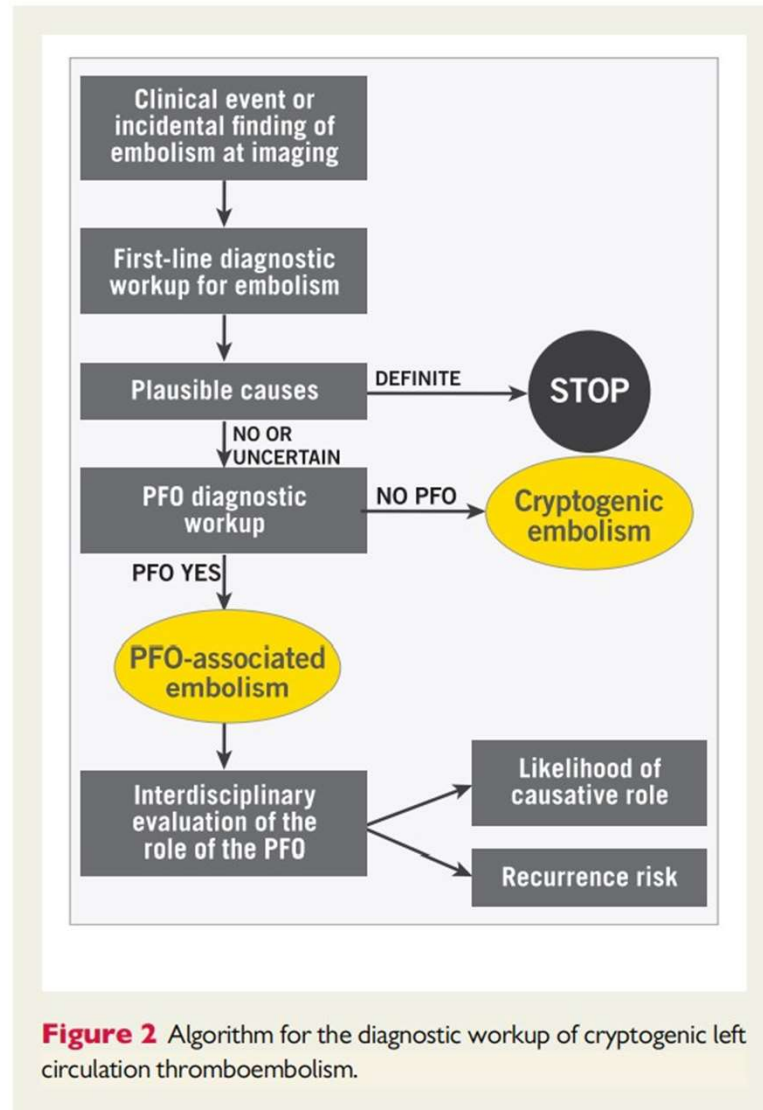 Clinical event or
incidental finding of
embolism at imaging
First-line diagnostic
workup for embolism
Plausible causes
DEFINITE
STOP
NO OR
UNCERTAIN
PFO diagnostic
workup
NO PFO
Cryptogenic
embolism
PFO YES
PFO-associated
embolism
Interdisciplinary
evaluation of the
role of the PFO
Likelihood of
causative role
Recurrence risk
Figure 2 Algorithm for the diagnostic workup of cryptogenic left
circulation thromboembolism.